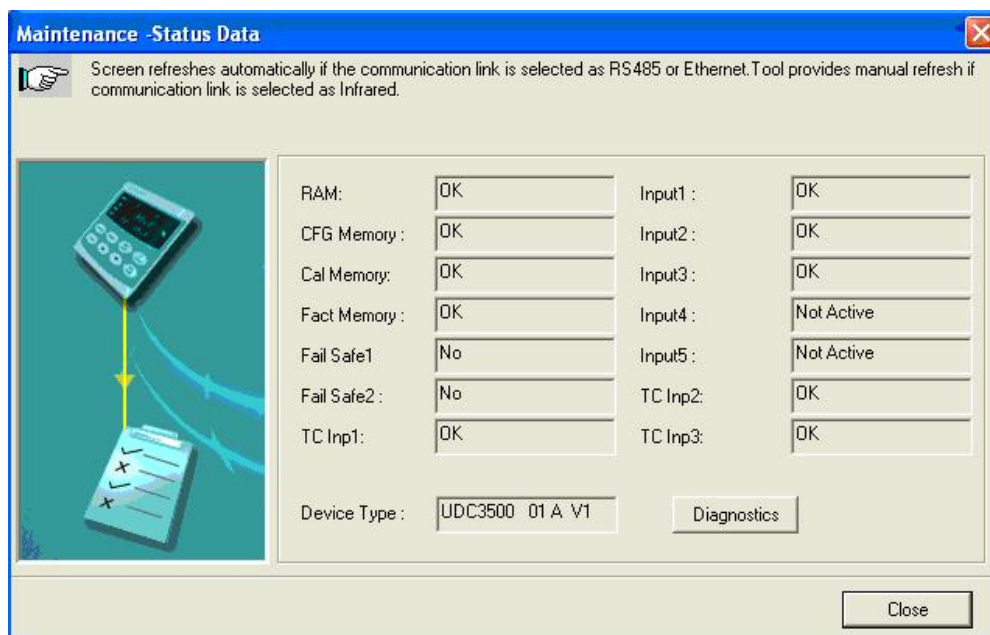 Maintenance -Status Data
Screen refreshes automatically if the communication link is selected as RS485 or Ethernet.Tool provides manual refresh if
communication link is selected as Infrared.
RAM: OK Input1 : OK
CFG Memory : OK Input2 : OK
Cal Memory: OK Input3 : OK
Fact Memory : OK Input4 : Not Active
Fail Safe1 No Input5 : Not Active
Fail Safe2 : No TC Inp2: OK
TC Inp1: OK TC Inp3: OK
Device Type : UDC3500 01 A V1 Diagnostics
Close